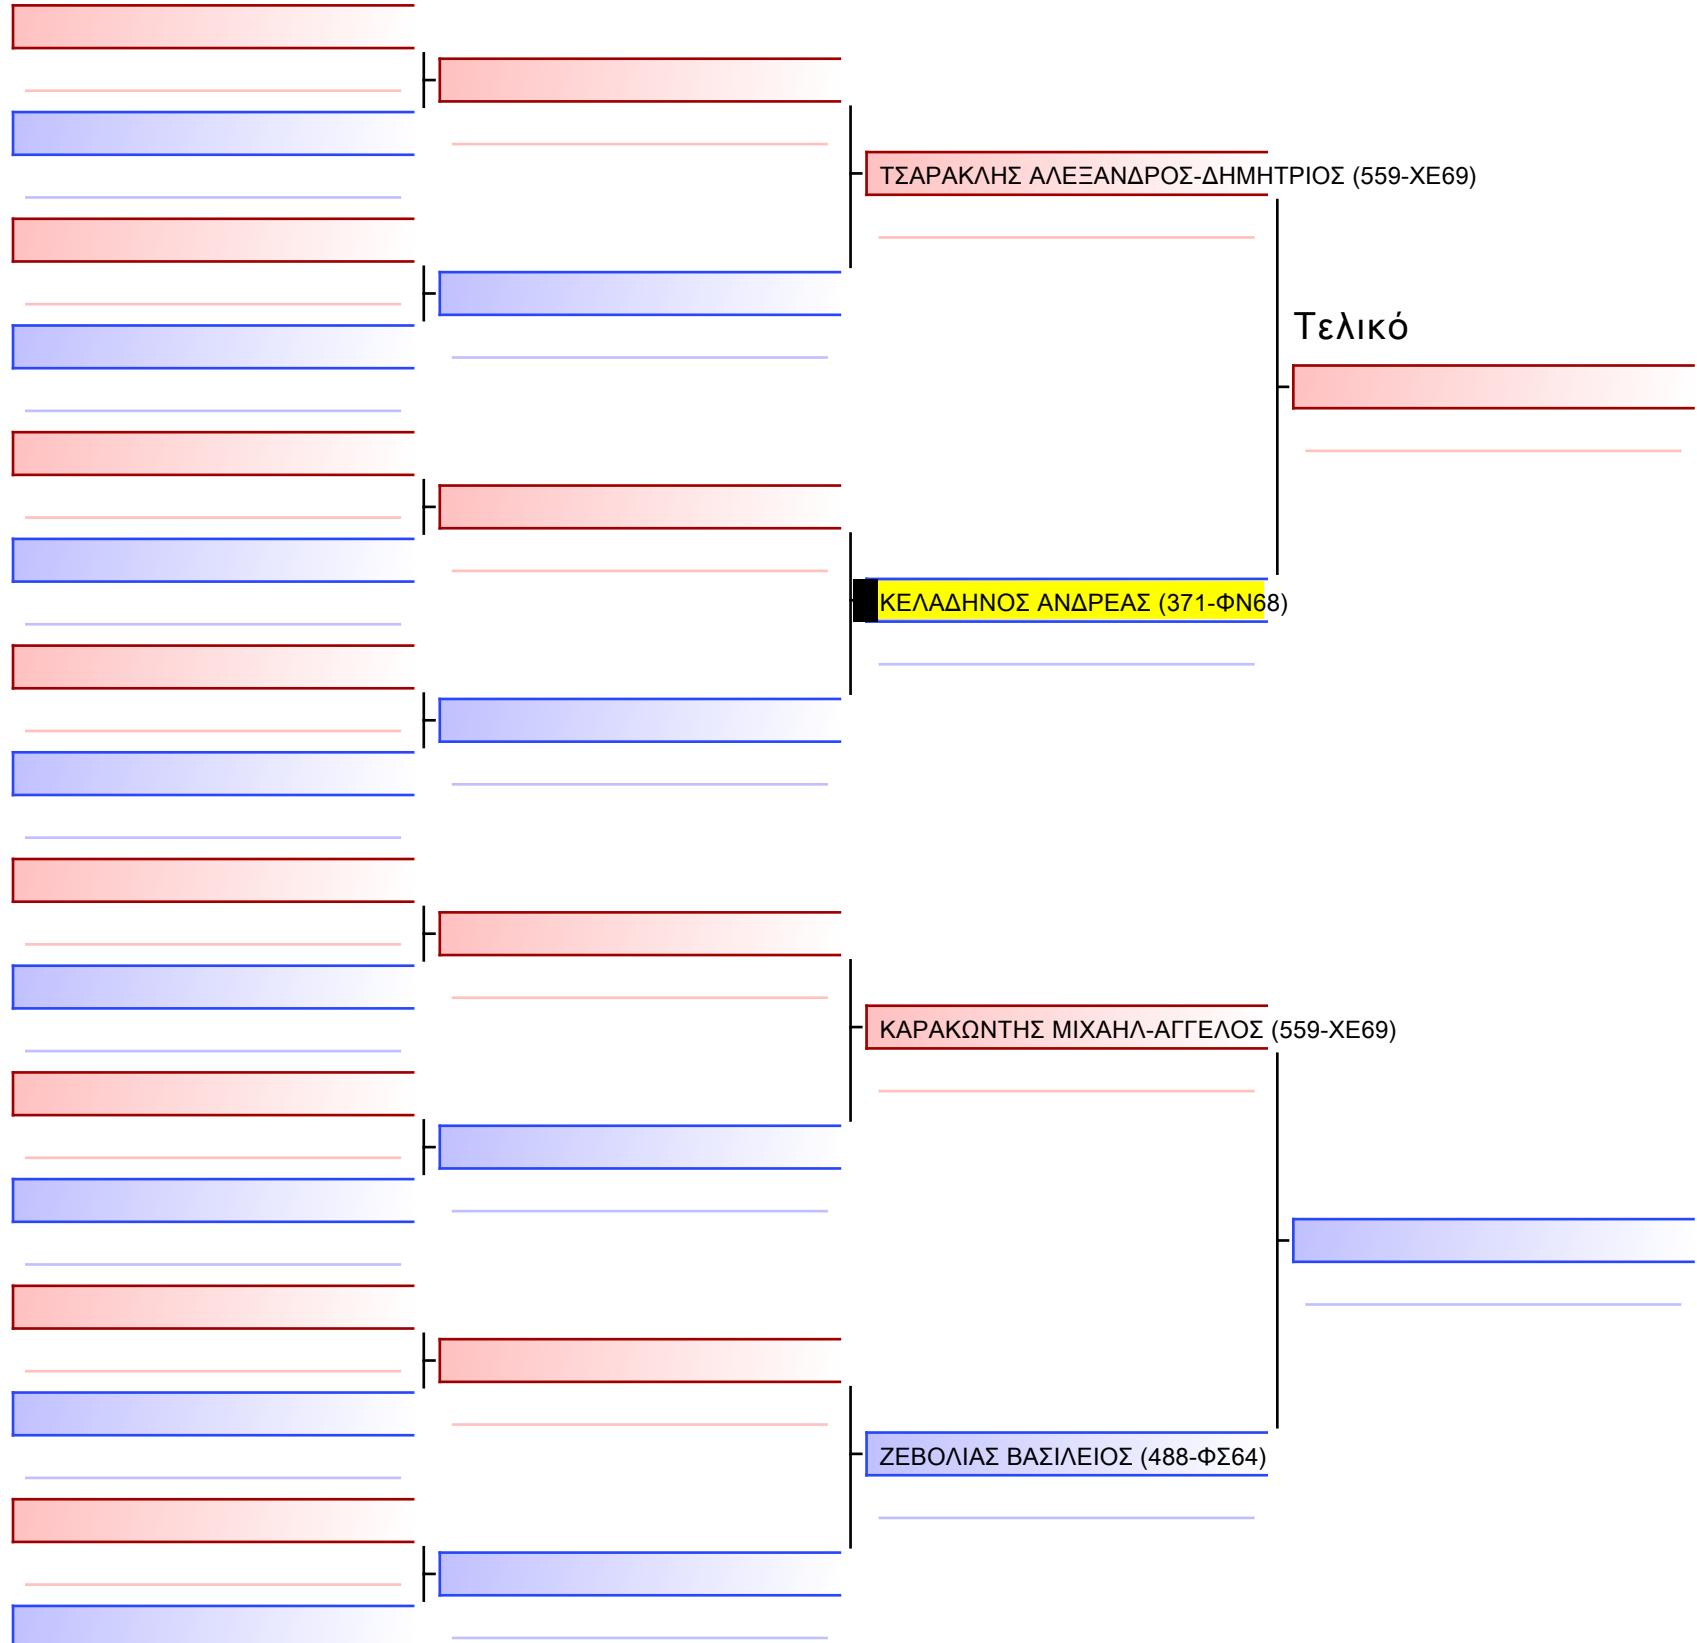 ΤΣΑΡΑΚΛΗΣ ΑΛΕΞΑΝΔΡΟΣ-ΔΗΜΗΤΡΙΟΣ (559-ΧΕ69)
Τελικό
ΚΕΛΑΔΗΝΟΣ ΑΝΔΡΕΑΣ (371-ΦΝ68)
ΚΑΡΑΚΩΝΤΗΣ ΜΙΧΑΗΛ-ΑΓΓΕΛΟΣ (559-ΧΕ69)
ΖΕΒΟΛΙΑΣ ΒΑΣΙΛΕΙΟΣ (488-ΦΣ64)